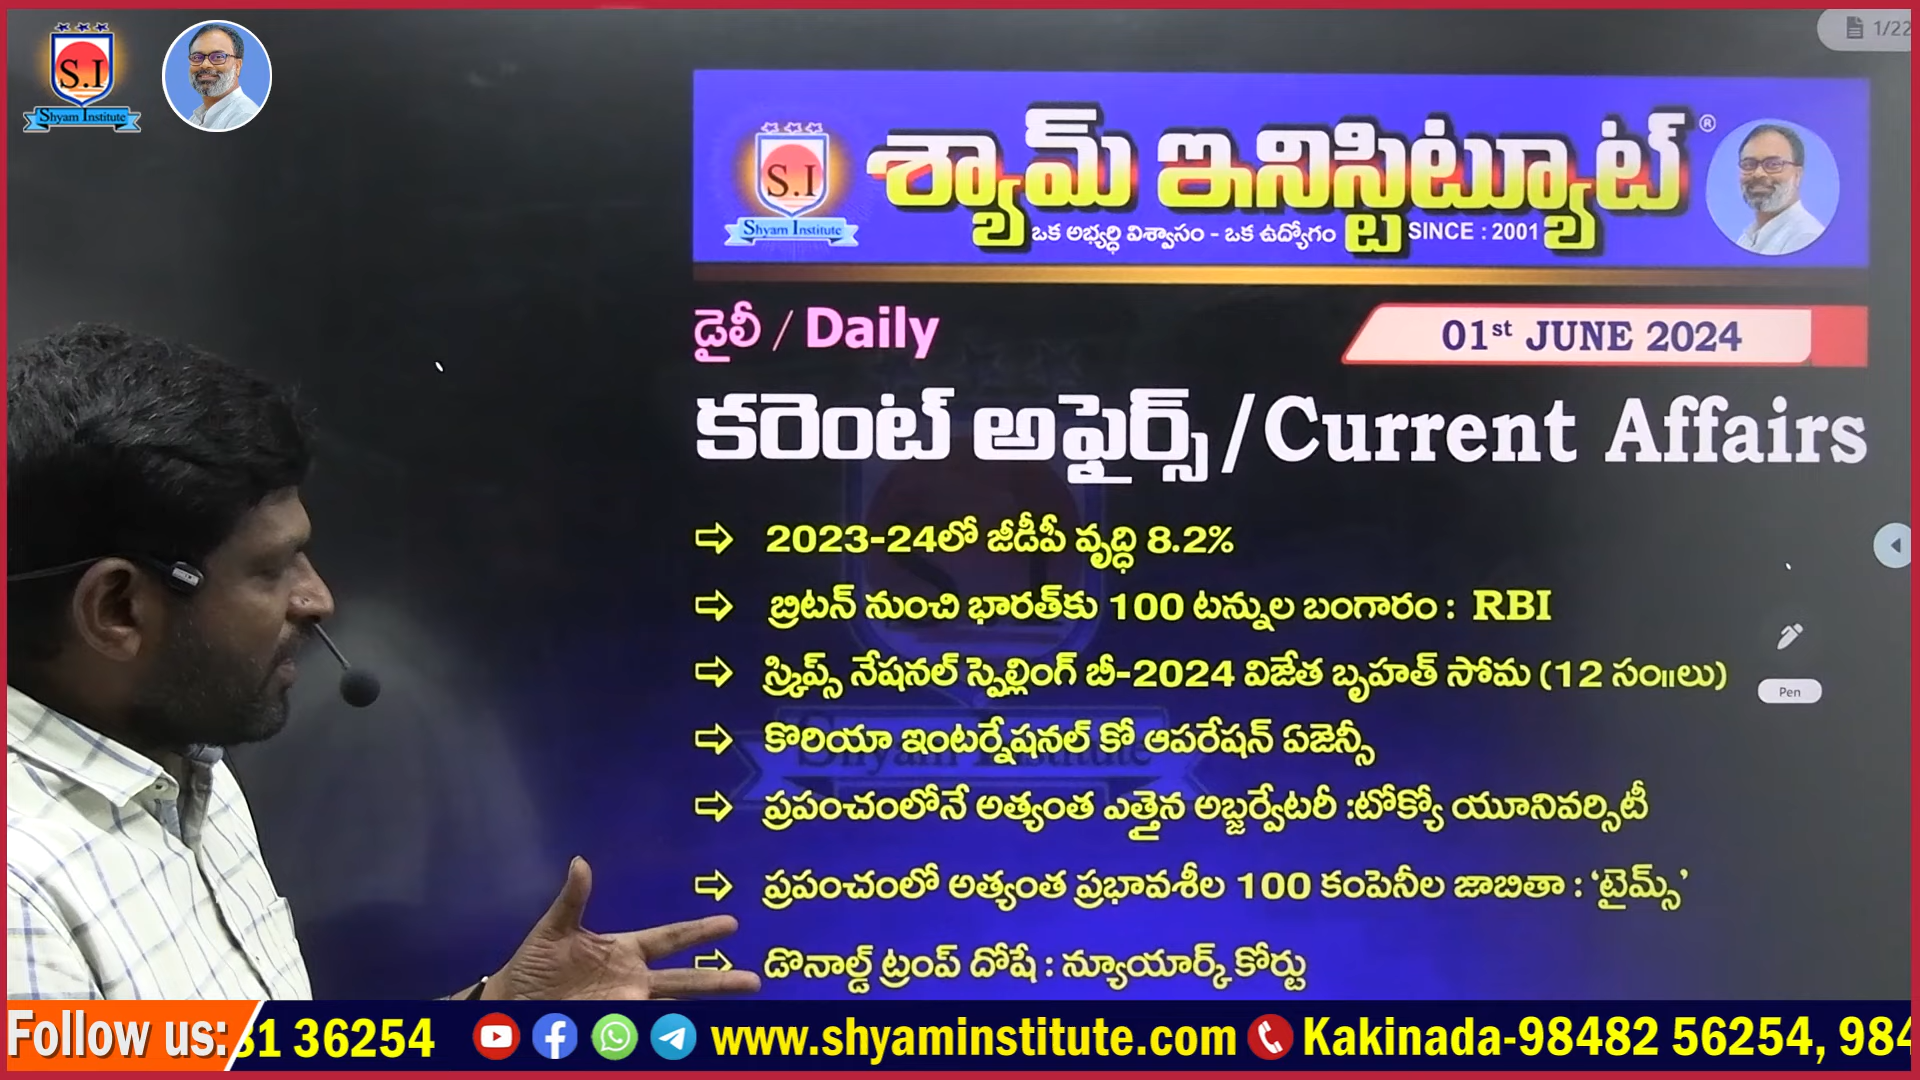 S.I
Shyam Institute
1/22
S.I
Shyam Institute
శ్యామ్ ఇనిస్టిట్యూట్ ®
ఒక అభ్యర్థి విశ్వాసం - ఒక ఉద్యోగం
SINCE : 2001
డైలీ / Daily
01st JUNE 2024
కరెంట్ అఫైర్స్ / Current Affairs
⇨ 2023-24లో జీడీపీ వృద్ధి 8.2%
⇨ బ్రిటన్ నుంచి భారత్‌కు 100 టన్నుల బంగారం : RBI
⇨ స్క్రిప్స్ నేషనల్ స్పెల్లింగ్ బీ-2024 విజేత బృహత్ సోమ (12 సం॥లు)
⇨ కొరియా ఇంటర్నేషనల్ కో ఆపరేషన్ ఏజెన్సీ
⇨ ప్రపంచంలోనే అత్యంత ఎత్తైన అబ్జర్వేటరీ :టోక్యో యూనివర్సిటీ
⇨ ప్రపంచంలో అత్యంత ప్రభావశీల 100 కంపెనీల జాబితా : 'టైమ్స్'
⇨ డొనాల్డ్ ట్రంప్ దోషే : న్యూయార్క్ కోర్టు
Pen
Follow us: 31 36254 www.shyaminstitute.com Kakinada-98482 56254, 984